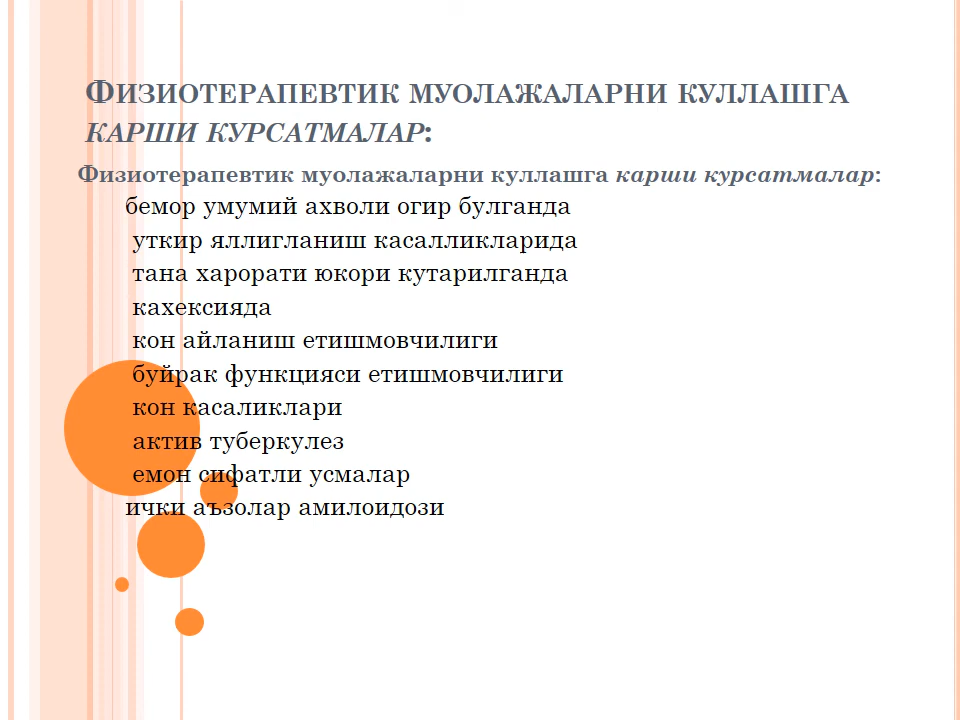 Физиотерапевтик муолажаларни куллашга
карши курсатмалар:
Физиотерапевтик муолажаларни куллашга карши курсатмалар:
бемор умумий ахволи огир булганда
уткир яллигланиш касалликларида
тана харорати юкори кутарилганда
кахексияда
кон айланиш етишмовчилиги
буйрак функцияси етишмовчилиги
кон касаликлари
актив туберкулез
емон сифатли усмалар
ички аъзолар амилоидози